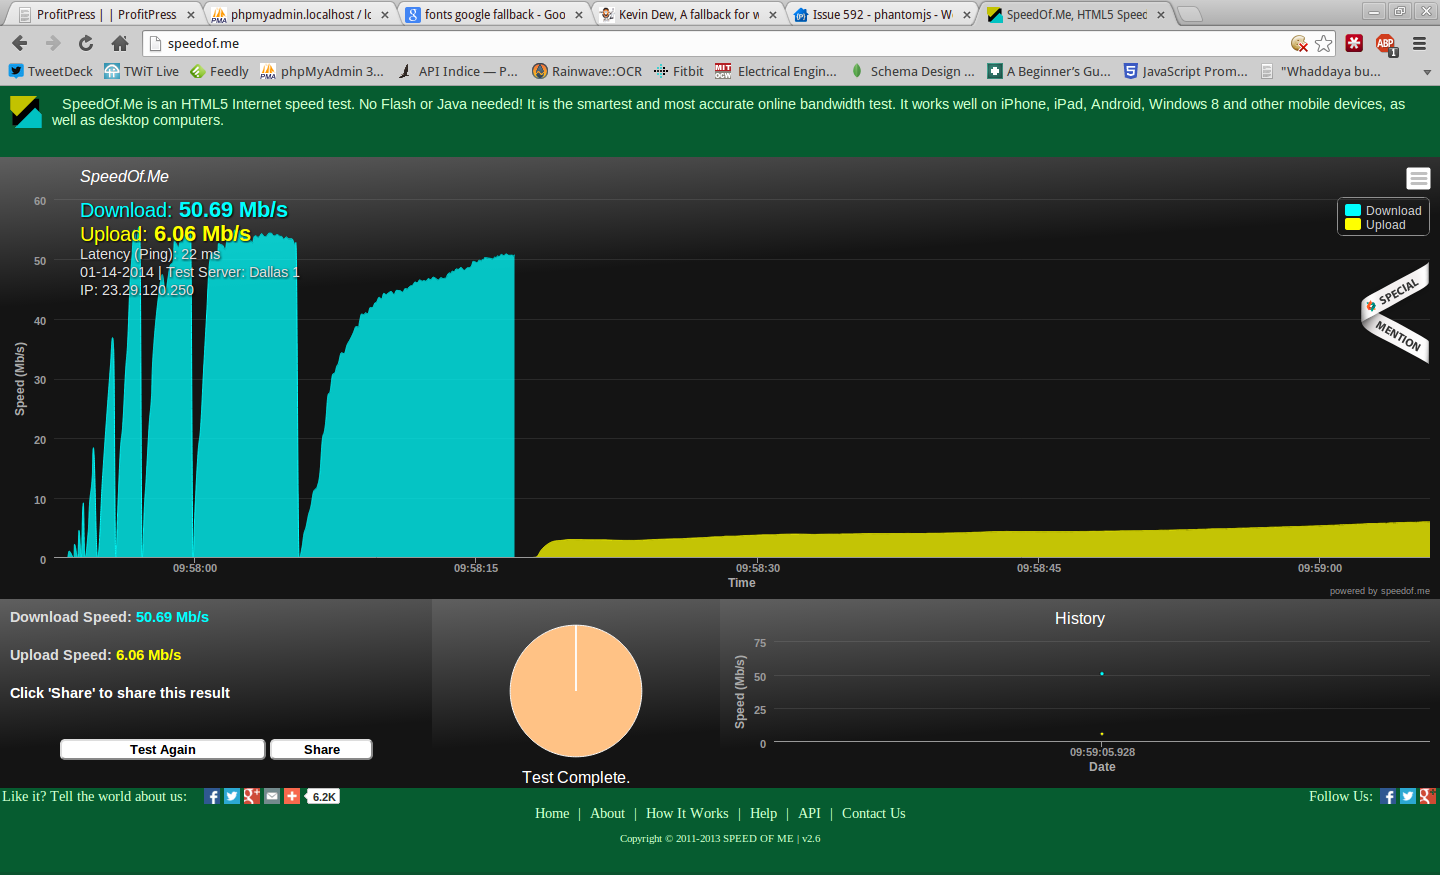 ProfitPress | | ProfitPress
phpmyadmin.localhost / lo
fonts google fallback - Goo
Kevin Dew, A fallback for w
Issue 592 - phantomjs - W
SpeedOf.Me, HTML5 Speed
speedof.me
ABP
1
TweetDeck
TWiT Live
Feedly
PMA
phpMyAdmin 3...
API Indice — P...
Rainwave::OCR
Fitbit
MIT OCW
Electrical Engin...
Schema Design ...
A Beginner's Gu...
JavaScript Prom...
"Whaddaya bu...
SpeedOf.Me is an HTML5 Internet speed test. No Flash or Java needed! It is the smartest and most accurate online bandwidth test. It works well on iPhone, iPad, Android, Windows 8 and other mobile devices, as
well as desktop computers.
SpeedOf.Me
Download: 50.69 Mb/s
Upload: 6.06 Mb/s
Latency (Ping): 22 ms
01-14-2014 | Test Server: Dallas 1
IP: 23.29.120.250
Download
Upload
SPECIAL
MENTION
60
50
40
30
20
10
0
Speed (Mb/s)
09:58:00
09:58:15
09:58:30
09:58:45
09:59:00
Time
powered by speedof.me
Download Speed: 50.69 Mb/s
Upload Speed: 6.06 Mb/s
Click 'Share' to share this result
Test Again
Share
Test Complete.
History
75
50
25
0
Speed (Mb/s)
09:59:05.928
Date
Like it? Tell the world about us:
6.2K
Follow Us:
Home | About | How It Works | Help | API | Contact Us
Copyright © 2011-2013 SPEED OF ME | v2.6